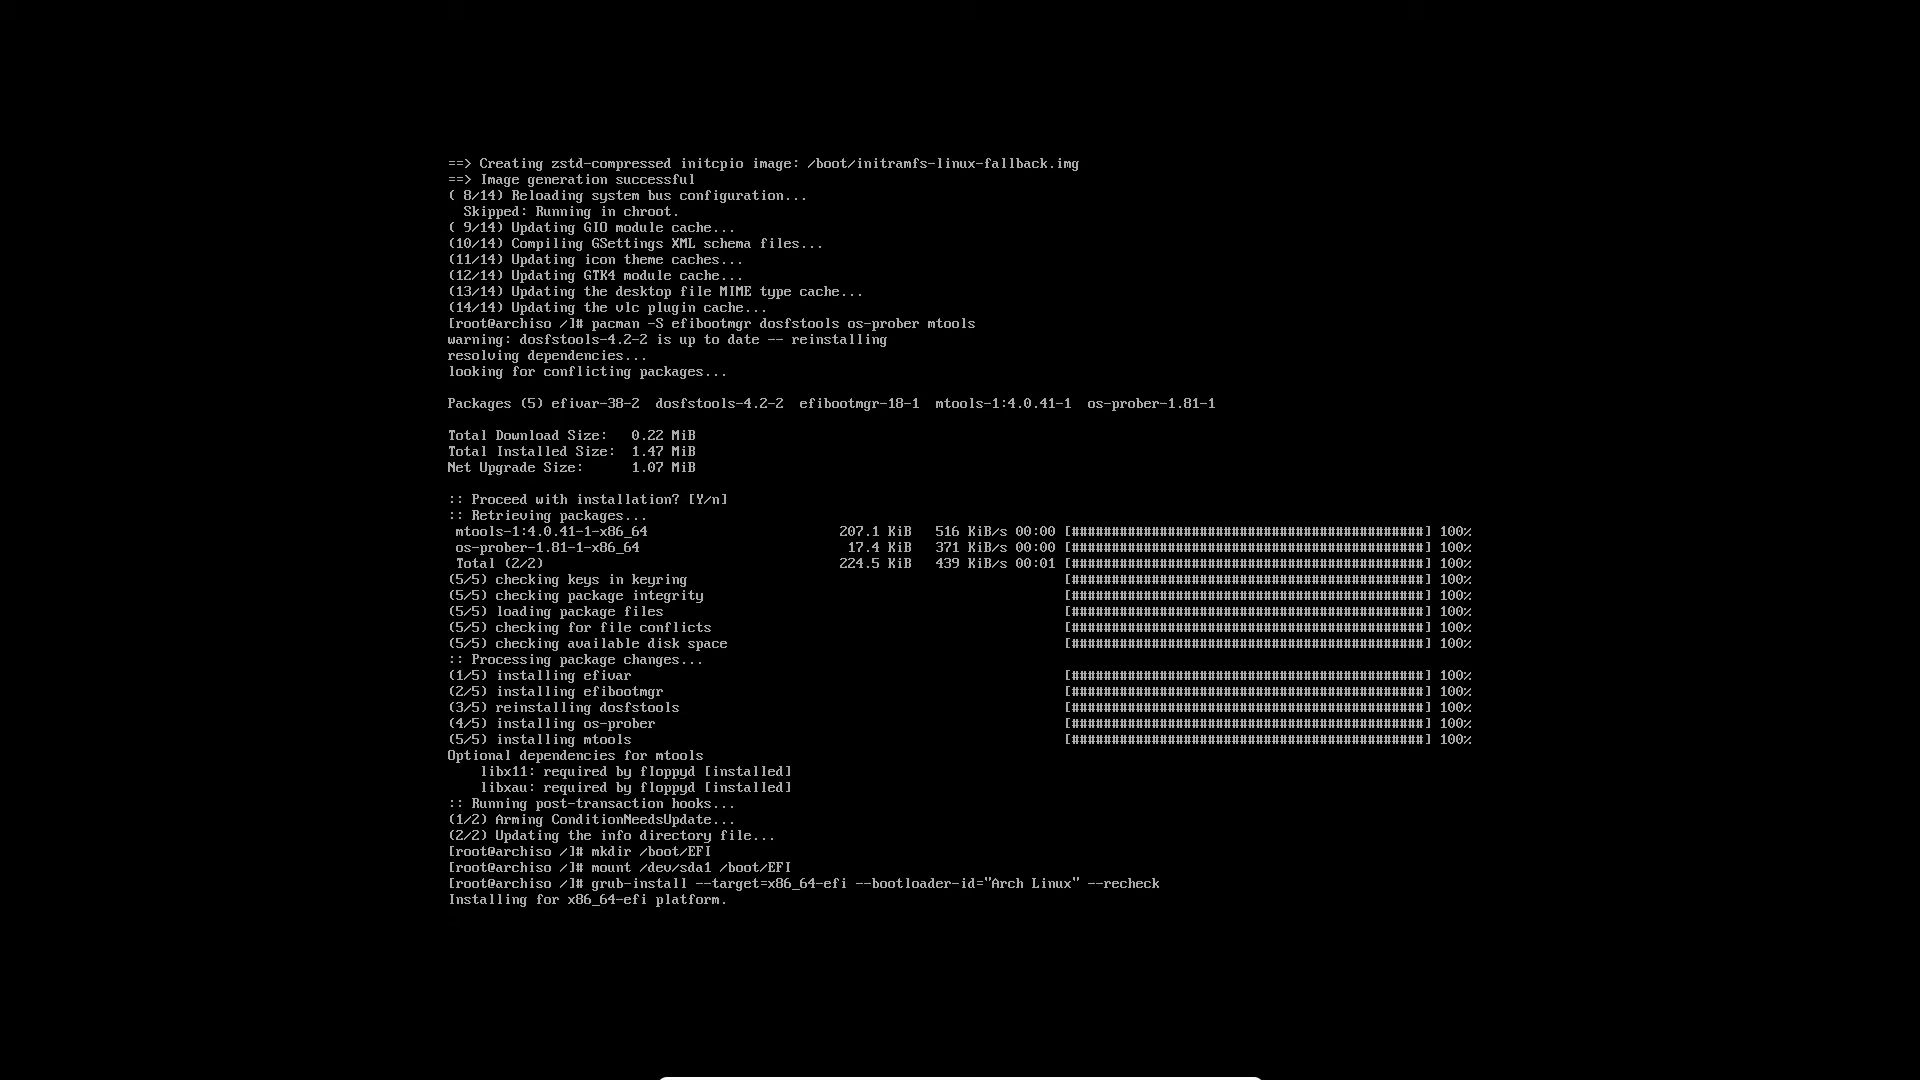 ==> Creating zstd-compressed initcpio image: /boot/initramfs-linux-fallback.img
==> Image generation successful
( 8/14) Reloading system bus configuration...
  Skipped: Running in chroot.
( 9/14) Updating GIO module cache...
(10/14) Compiling GSettings XML schema files...
(11/14) Updating icon theme caches...
(12/14) Updating GTK4 module cache...
(13/14) Updating the desktop file MIME type cache...
(14/14) Updating the vlc plugin cache...
[root@archiso /]# pacman -S efibootmgr dosfstools os-prober mtools
warning: dosfstools-4.2-2 is up to date -- reinstalling
resolving dependencies...
looking for conflicting packages...
Packages (5) efivar-38-2  dosfstools-4.2-2  efibootmgr-18-1  mtools-1:4.0.41-1  os-prober-1.81-1
Total Download Size:   0.22 MiB
Total Installed Size:  1.47 MiB
Net Upgrade Size:      1.07 MiB
:: Proceed with installation? [Y/n]
:: Retrieving packages...
 mtools-1:4.0.41-1-x86_64                        207.1 KiB   516 KiB/s 00:00 [############################################] 100%
 os-prober-1.81-1-x86_64                          17.4 KiB   371 KiB/s 00:00 [############################################] 100%
 Total (2/2)                                     224.5 KiB   439 KiB/s 00:01 [############################################] 100%
(5/5) checking keys in keyring                                               [############################################] 100%
(5/5) checking package integrity                                             [############################################] 100%
(5/5) loading package files                                                  [############################################] 100%
(5/5) checking for file conflicts                                            [############################################] 100%
(5/5) checking available disk space                                          [############################################] 100%
:: Processing package changes...
(1/5) installing efivar                                                      [############################################] 100%
(2/5) installing efibootmgr                                                  [############################################] 100%
(3/5) reinstalling dosfstools                                                [############################################] 100%
(4/5) installing os-prober                                                   [############################################] 100%
(5/5) installing mtools                                                      [############################################] 100%
Optional dependencies for mtools
    libx11: required by floppyd [installed]
    libxau: required by floppyd [installed]
:: Running post-transaction hooks...
(1/2) Arming ConditionNeedsUpdate...
(2/2) Updating the info directory file...
[root@archiso /]# mkdir /boot/EFI
[root@archiso /]# mount /dev/sda1 /boot/EFI
[root@archiso /]# grub-install --target=x86_64-efi --bootloader-id="Arch Linux" --recheck
Installing for x86_64-efi platform.